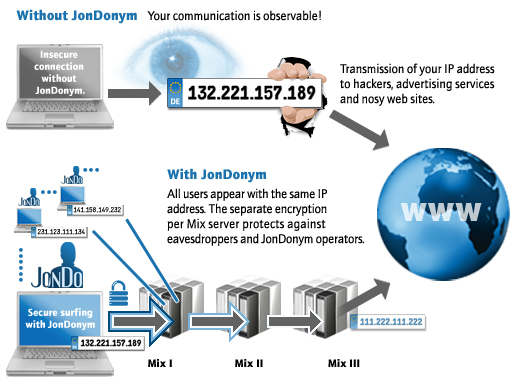 Without JonDonym Your communication is observable!
Insecure
connection
without
JonDonym.
DE
132.221.157.189
Transmission of your IP address
to hackers, advertising services
and nosy web sites.
With JonDonym
All users appear with the same IP
address. The separate encryption
per Mix server protects against
eavesdroppers and JonDonym operators.
WWW
JonDo
141.158.149.232
JonDo
231.123.111.134
JonDo
Secure surfing
with JonDonym
132.221.157.189
111.222.111.222
Mix I
Mix II
Mix III